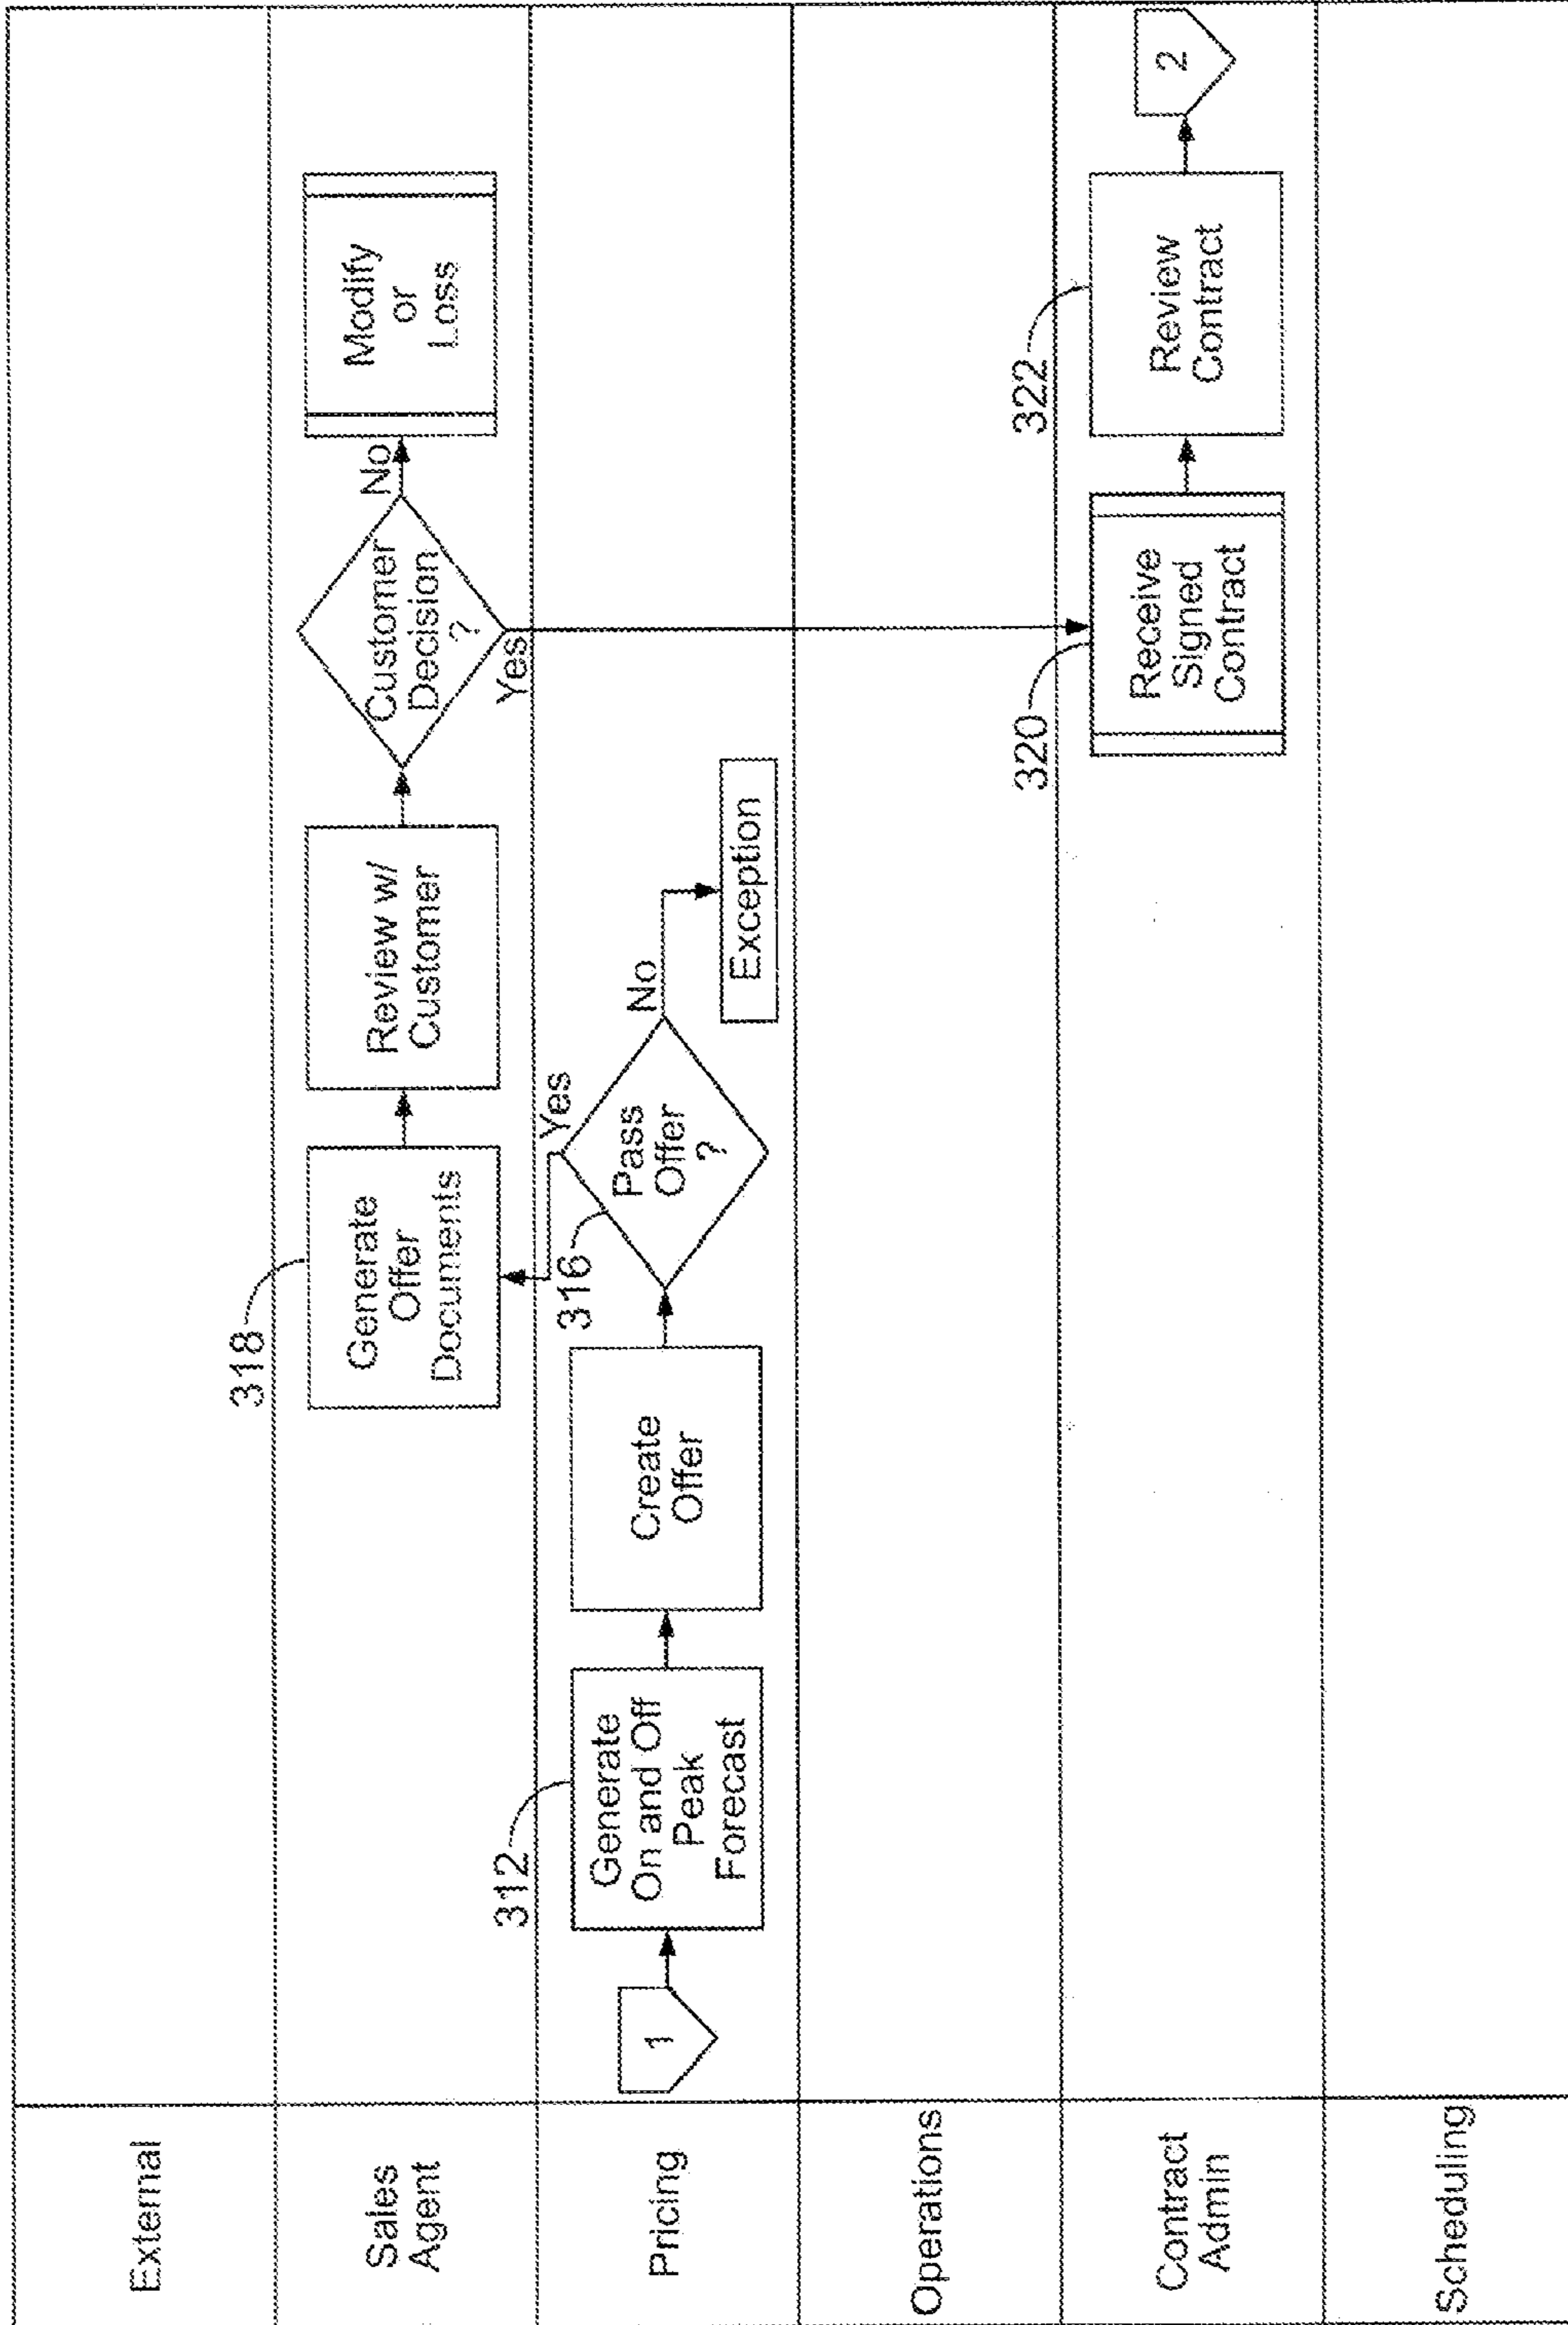 External
Sales
Agent
318
Generate
Offer
Documents
Review w/
Customer
Customer
Decision
?
No
Yes
Modify
or
Loss
Pricing
1
312
Generate
On and Off
Peak
Forecast
Create
Offer
316
Pass
Offer
?
Yes
No
Exception
Operations
Contract
Admin
320
Receive
Signed
Contract
322
Review
Contract
2
Scheduling